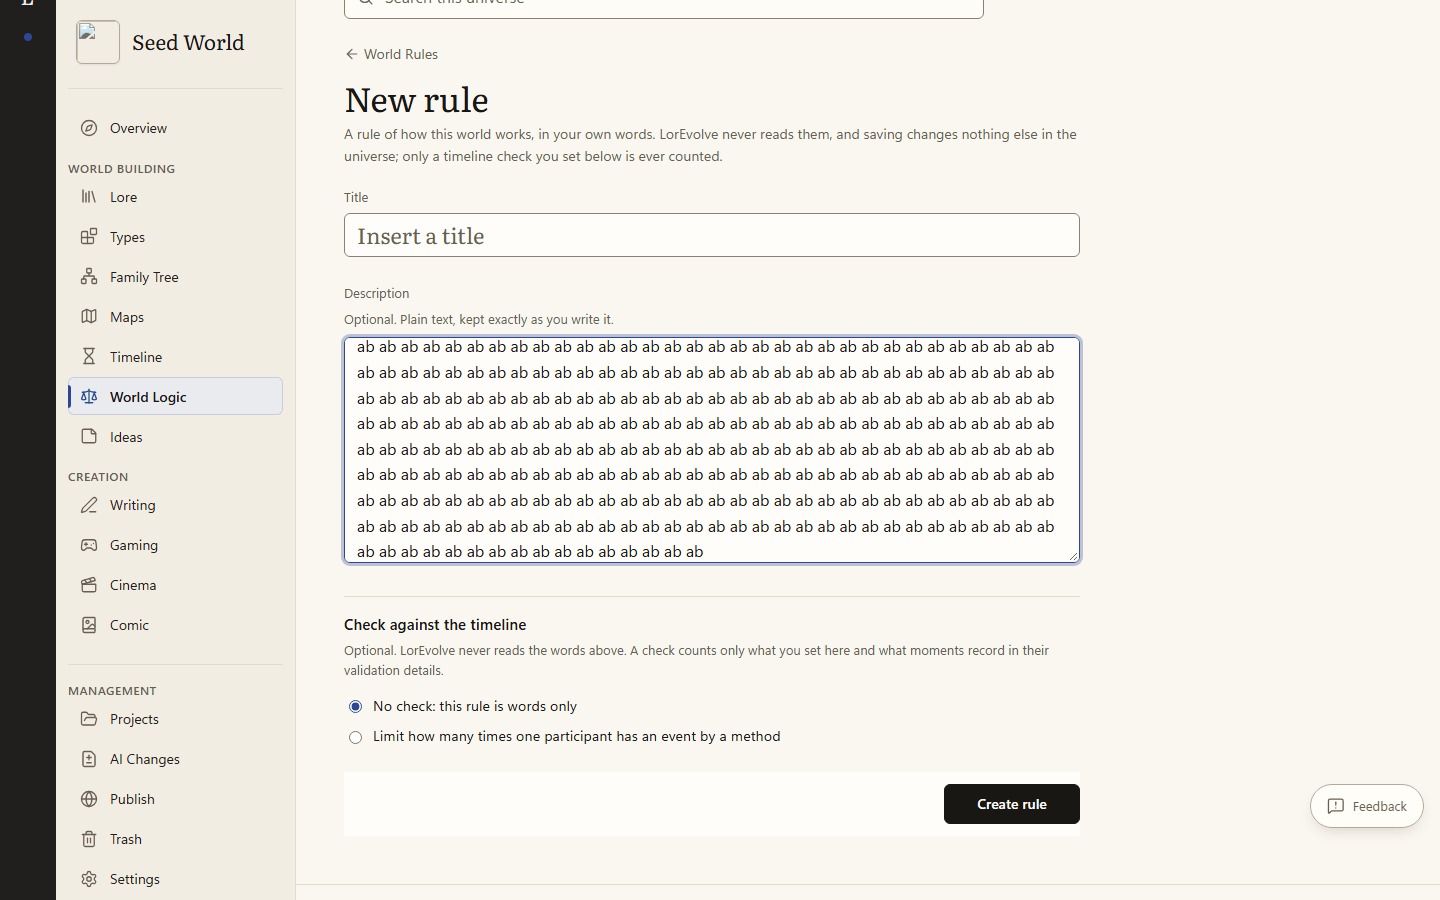 Search this universe
Seed World
World Rules
New rule
A rule of how this world works, in your own words. LorEvolve never reads them, and saving changes nothing else in the
universe; only a timeline check you set below is ever counted.
Overview
WORLD BUILDING
Lore
Types
Family Tree
Maps
Timeline
World Logic
Ideas
CREATION
Writing
Gaming
Cinema
Comic
MANAGEMENT
Projects
AI Changes
Publish
Trash
Settings
Title
Insert a title
Description
Optional. Plain text, kept exactly as you write it.
ab ab ab ab ab ab ab ab ab ab ab ab ab ab ab ab ab ab ab ab ab ab ab ab ab ab ab ab ab ab ab ab
ab ab ab ab ab ab ab ab ab ab ab ab ab ab ab ab ab ab ab ab ab ab ab ab ab ab ab ab ab ab ab ab
ab ab ab ab ab ab ab ab ab ab ab ab ab ab ab ab ab ab ab ab ab ab ab ab ab ab ab ab ab ab ab ab
ab ab ab ab ab ab ab ab ab ab ab ab ab ab ab ab ab ab ab ab ab ab ab ab ab ab ab ab ab ab ab ab
ab ab ab ab ab ab ab ab ab ab ab ab ab ab ab ab ab ab ab ab ab ab ab ab ab ab ab ab ab ab ab ab
ab ab ab ab ab ab ab ab ab ab ab ab ab ab ab ab ab ab ab ab ab ab ab ab ab ab ab ab ab ab ab ab
ab ab ab ab ab ab ab ab ab ab ab ab ab ab ab ab ab ab ab ab ab ab ab ab ab ab ab ab ab ab ab ab
ab ab ab ab ab ab ab ab ab ab ab ab ab ab ab ab ab ab ab ab ab ab ab ab ab ab ab ab ab ab ab ab
ab ab ab ab ab ab ab ab ab ab ab ab ab ab ab ab
Check against the timeline
Optional. LorEvolve never reads the words above. A check counts only what you set here and what moments record in their
validation details.
No check: this rule is words only
Limit how many times one participant has an event by a method
Create rule
Feedback